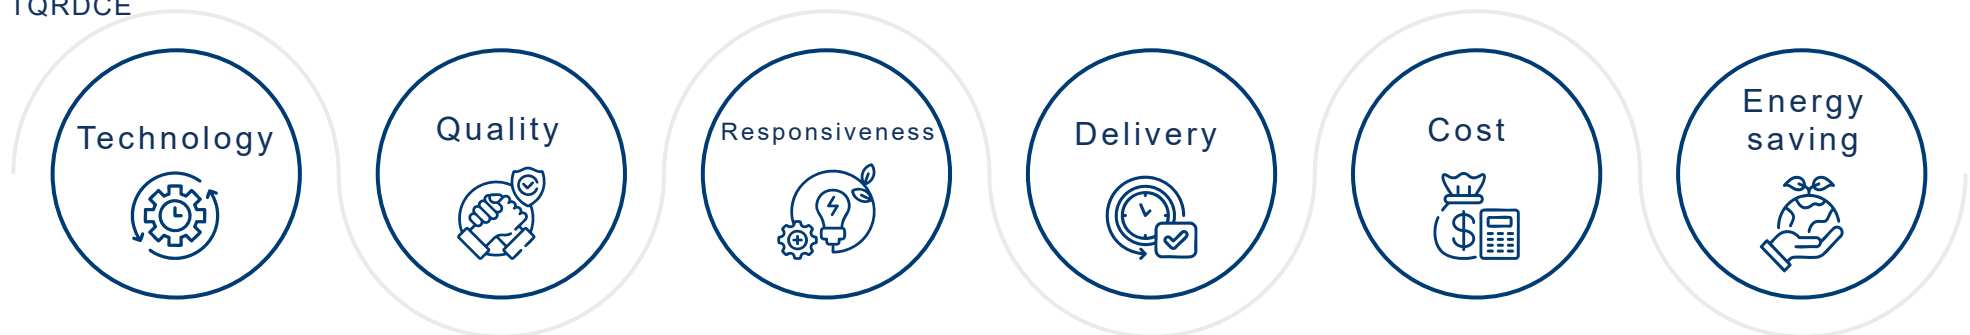 TQRDCE
Technology
Quality
Responsiveness
Delivery
Cost
Energy
saving